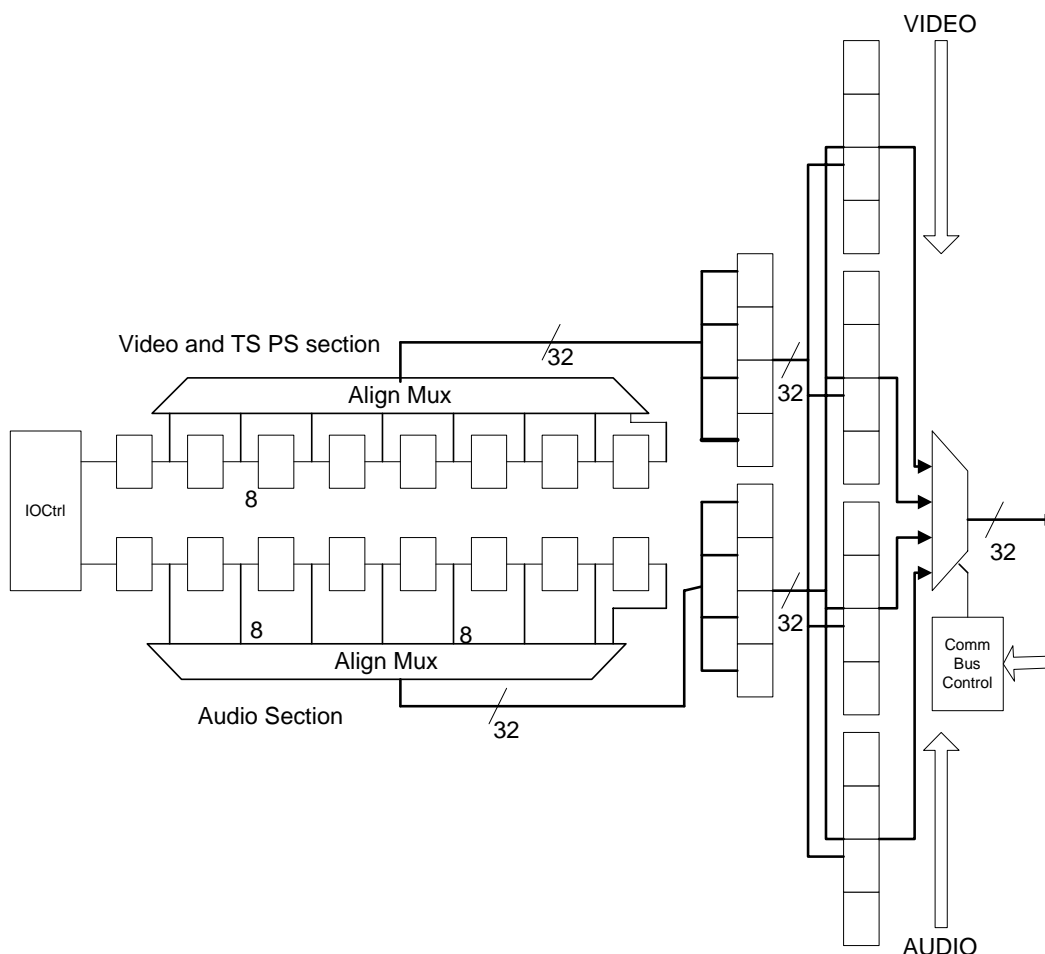 VIDEO
Video and TS PS section
32
32
Align Mux
IOCtrl
8
8
8
Align Mux
Audio Section
32
32
32
Comm
Bus
Control
AUDIO